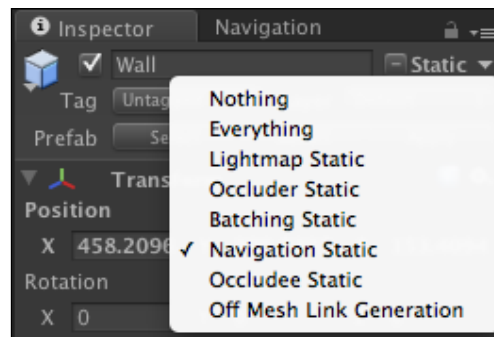 Inspector Navigation
Wall Static
Tag Untag
Nothing
Everything
Prefab Se
Lightmap Static
Trans
Occluder Static
Position
Batching Static
X 458.2096 ✓ Navigation Static
Rotation
Occludee Static
X 0
Off Mesh Link Generation